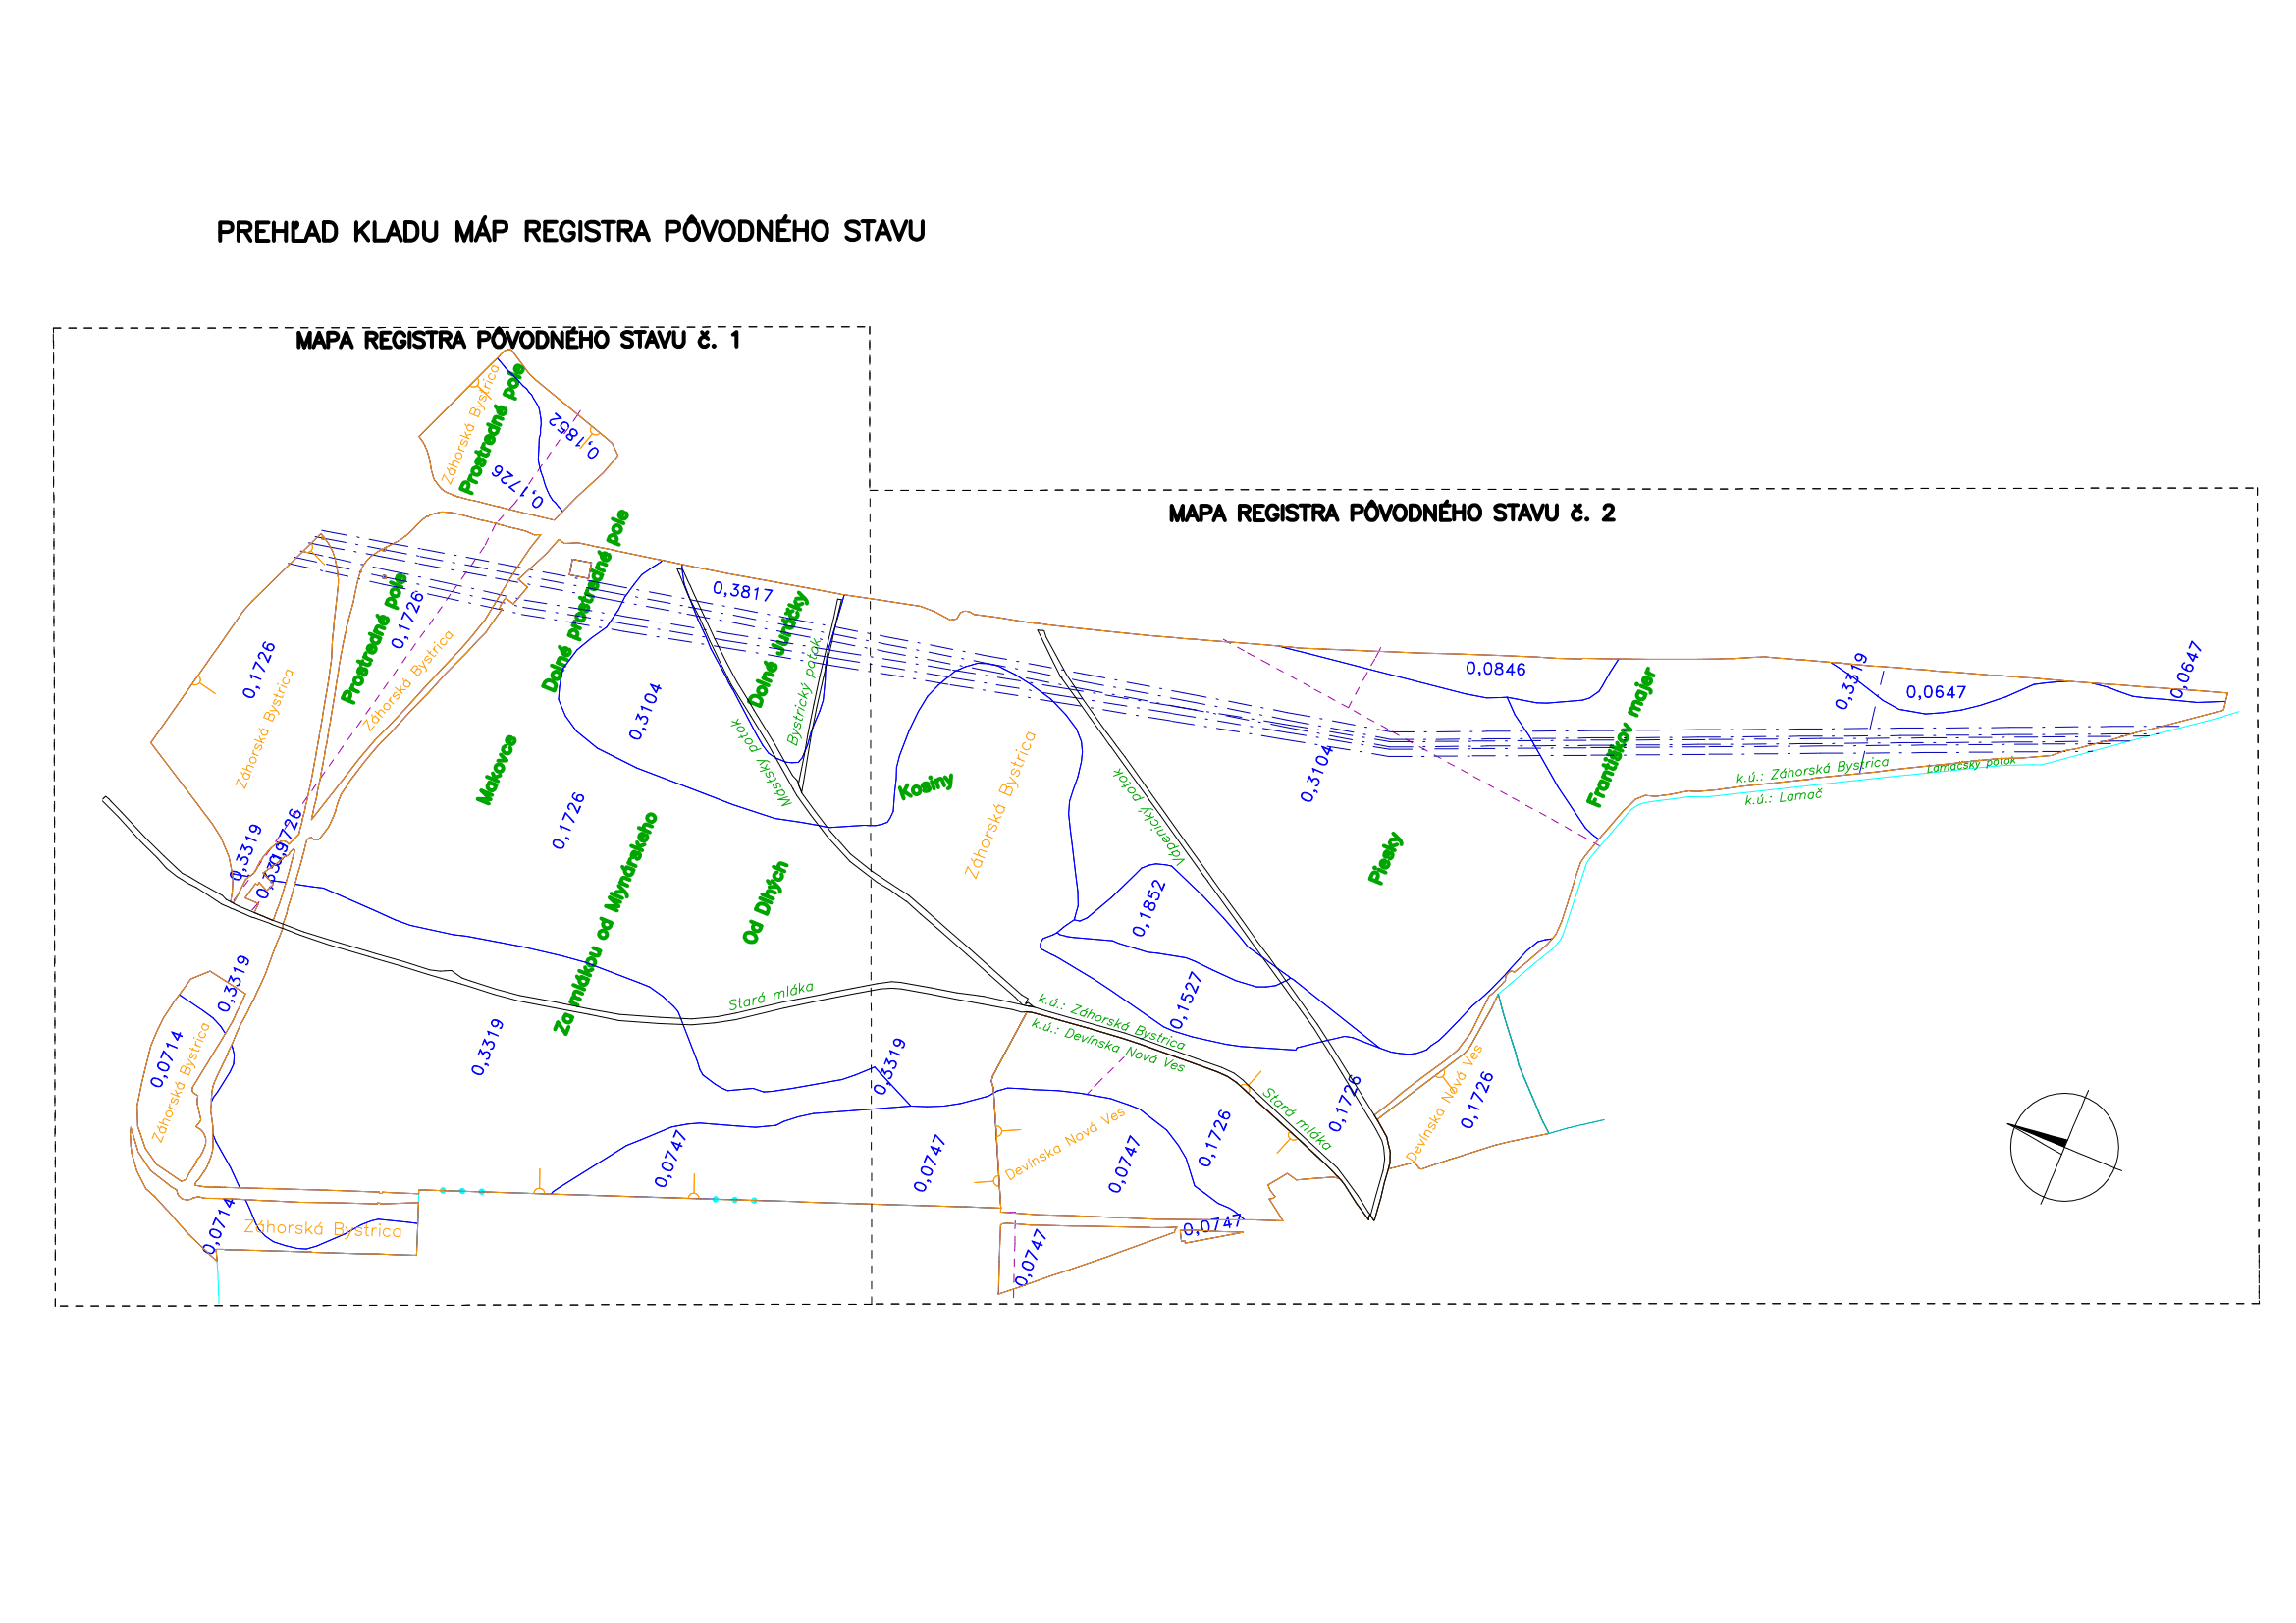 PREHĽAD KLADU MÁP REGISTRA PÔVODNÉHO STAVU
MAPA REGISTRA PÔVODNÉHO STAVU č. 1
Záhorská Bystrica
Prostredné pole
0,1852
0,1726
MAPA REGISTRA PÔVODNÉHO STAVU č. 2
Dolné prostredné pole
Prostredné pole
0,1726
0,1726
Záhorská Bystrica
Záhorská Bystrica
0,3817
Dolné Jurdičky
Bystrický potok
Mástsky potok
0,3104
Makovce
0,1726
Kosiny
Záhorská Bystrica
Vápenický potok
0,0846
0,3104
Františkov majer
0,3319
0,0647
0,0647
k.ú.: Záhorská Bystrica
Lamačský potok
k.ú.: Lamač
Piesky
0,3319
0,1726
0,3319
Za mlákou od Mlynárskeho
Od Dlhých
0,1852
0,1527
0,3319
Stará mláka
k.ú.: Záhorská Bystrica
k.ú.: Devínska Nová Ves
0,0714
Záhorská Bystrica
0,3319
0,3319
Stará mláka
0,1726
Devínska Nová Ves
0,1726
0,0747
0,0747
Devínska Nová Ves
0,0747
0,1726
0,0714
Záhorská Bystrica
0,0747
0,0747